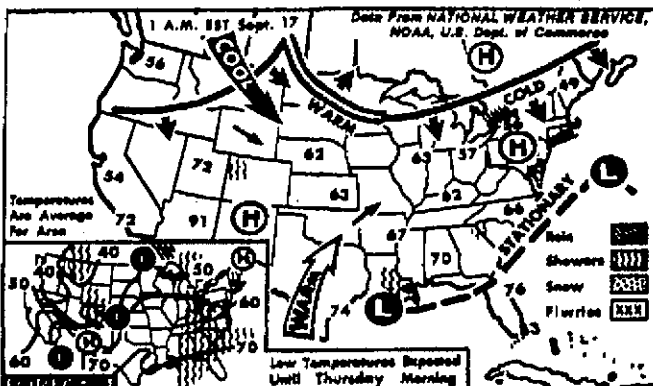 1 A.M. EST Sept. 17
Data From NATIONAL WEATHER SERVICE,
NOAA, U.S. Dept. of Commerce
COOL
H
56
WARM
COLD
49
57
H
L
72
62
63
63
62
54
Temperatures
Are Average
For Area
72
91
H
67
66
STATIONARY
70
Rain
Showers
Snow
Flurries
XXX
WARM
74
L
76
40
40
50
50
H
60
H
60
70
70
Low Temperatures Expected
Until Thursday Morning